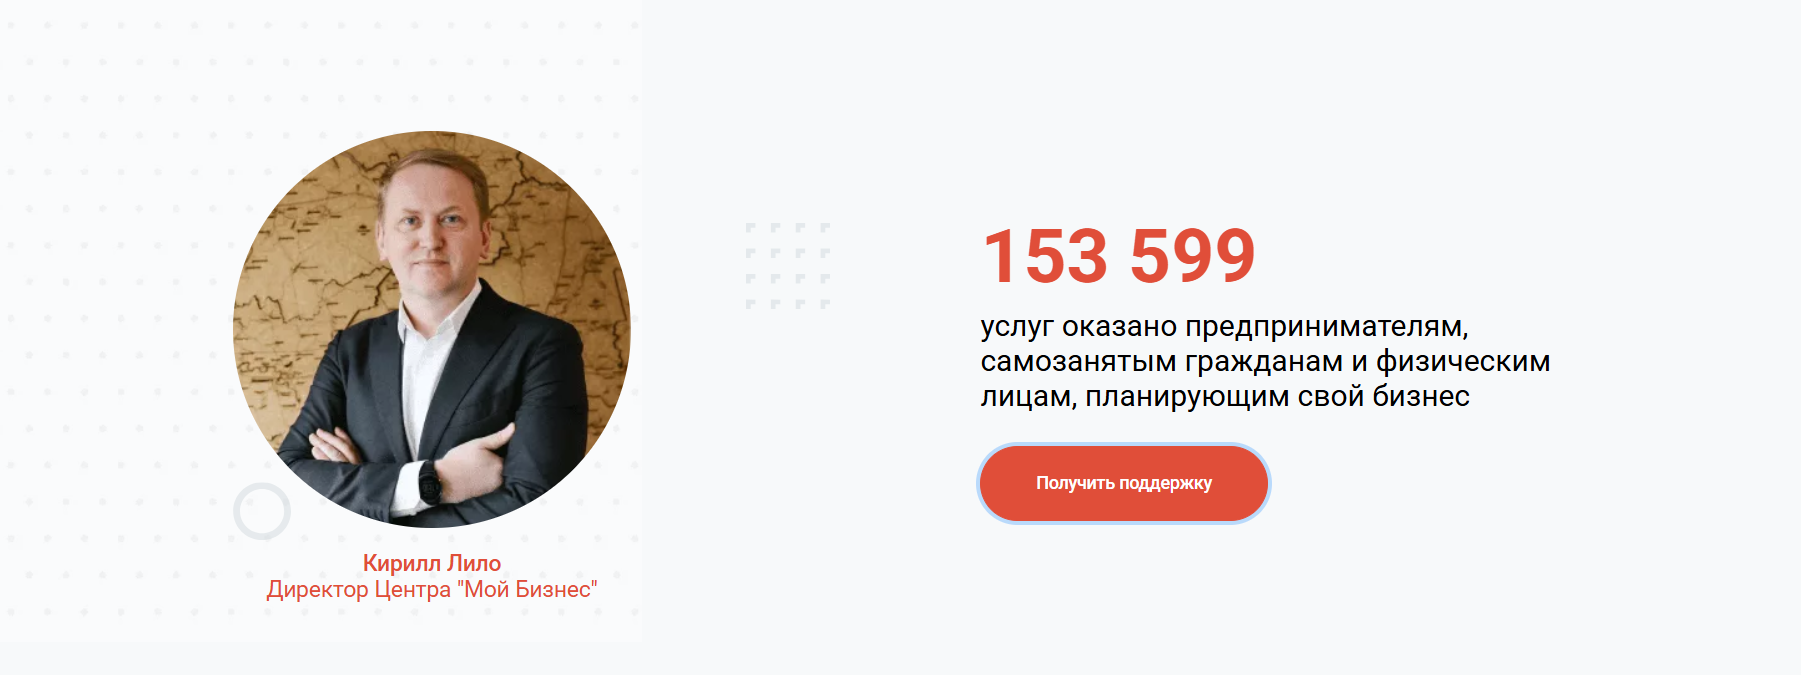 Кирилл Лило
Директор Центра "Мой Бизнес"
153 599
услуг оказано предпринимателям,
самозанятым гражданам и физическим
лицам, планирующим свой бизнес
Получить поддержку